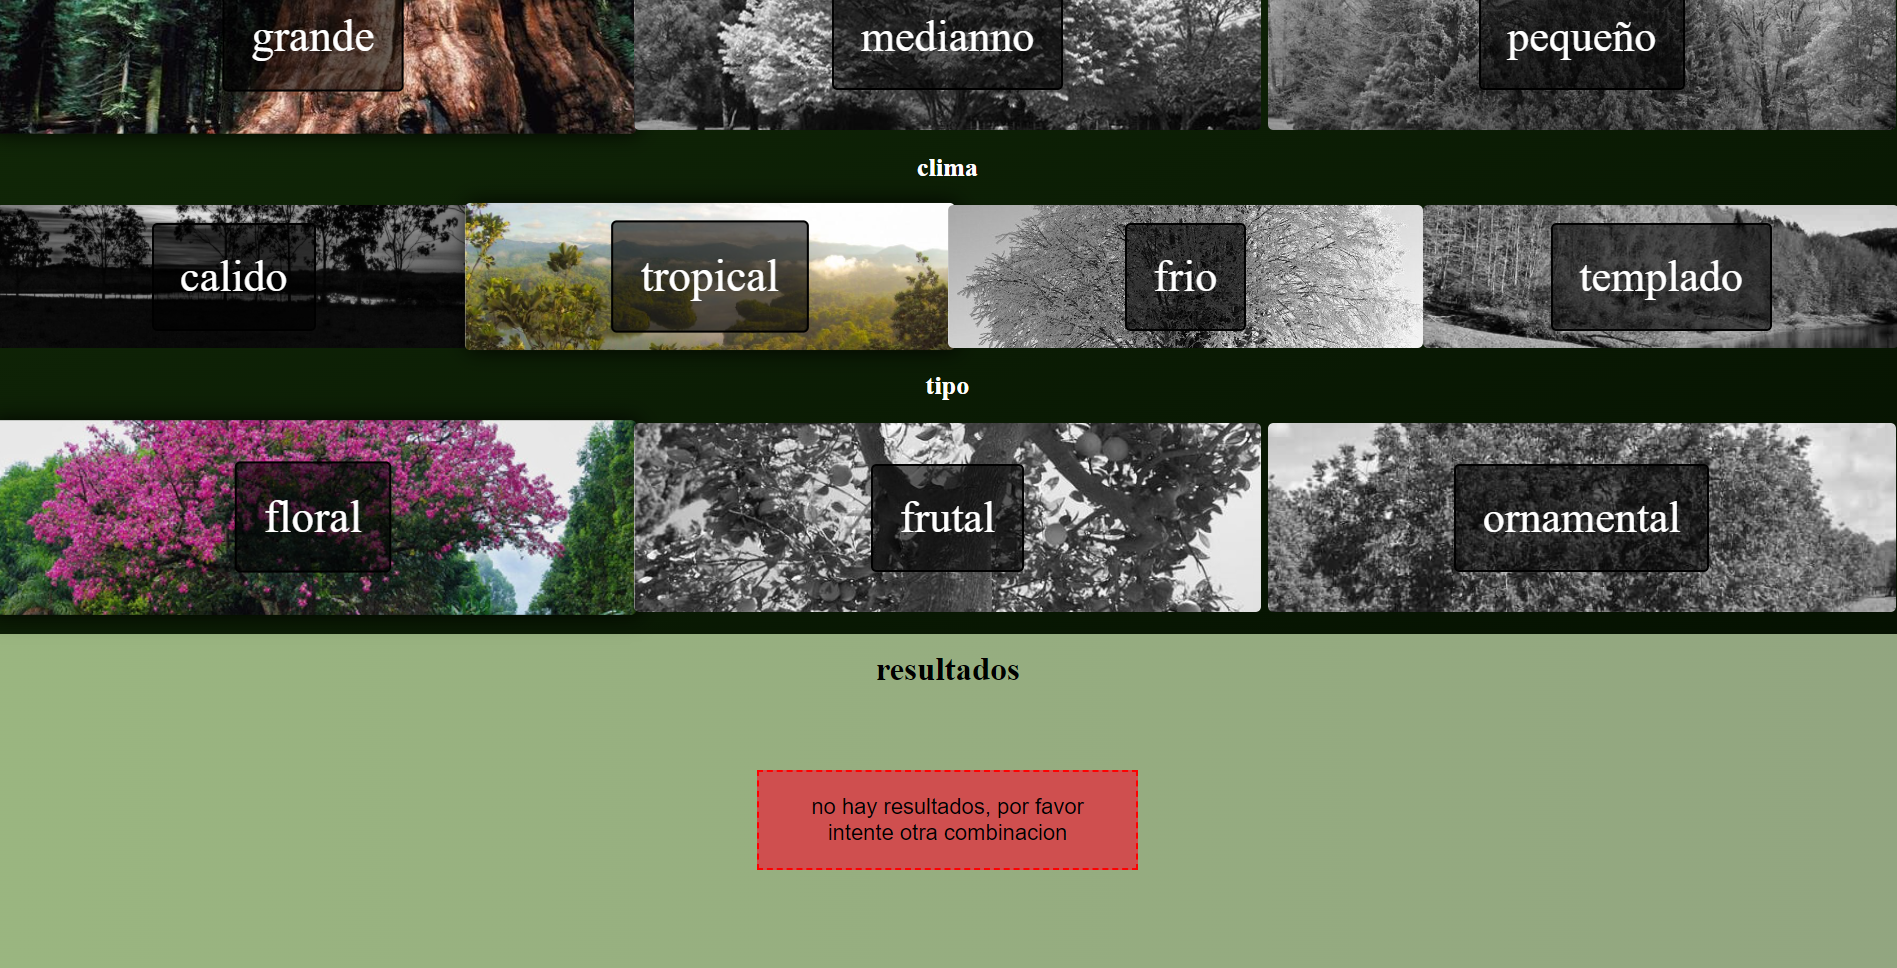 grande
medianno
pequeño
clima
calido
tropical
frio
templado
tipo
floral
frutal
ornamental
resultados
no hay resultados, por favor
intente otra combinacion